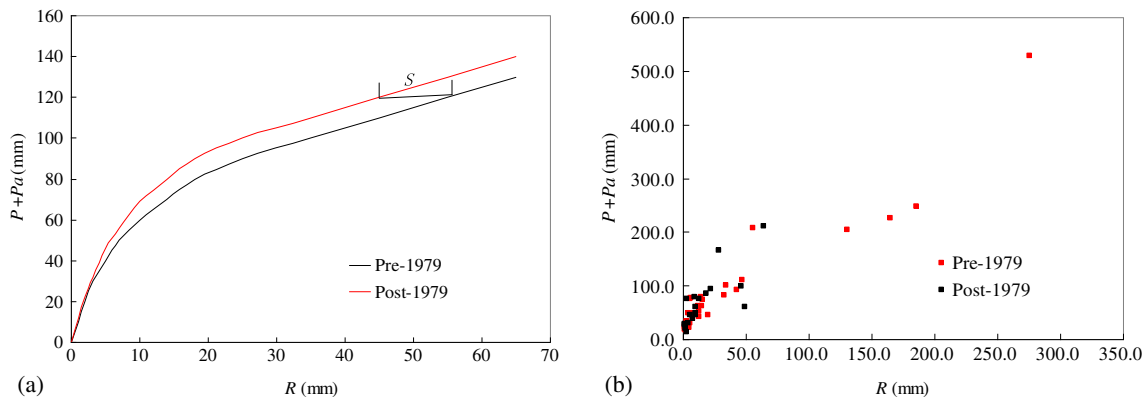 160
140
120
100
80
60
40
20
0
P+Pa (mm)
S
Pre-1979
Post-1979
0 10 20 30 40 50 60 70
R (mm)
(a)
600.0
500.0
400.0
300.0
200.0
100.0
0.0
P+Pa (mm)
Pre-1979
Post-1979
0.0 50.0 100.0 150.0 200.0 250.0 300.0 350.0
R (mm)
(b)